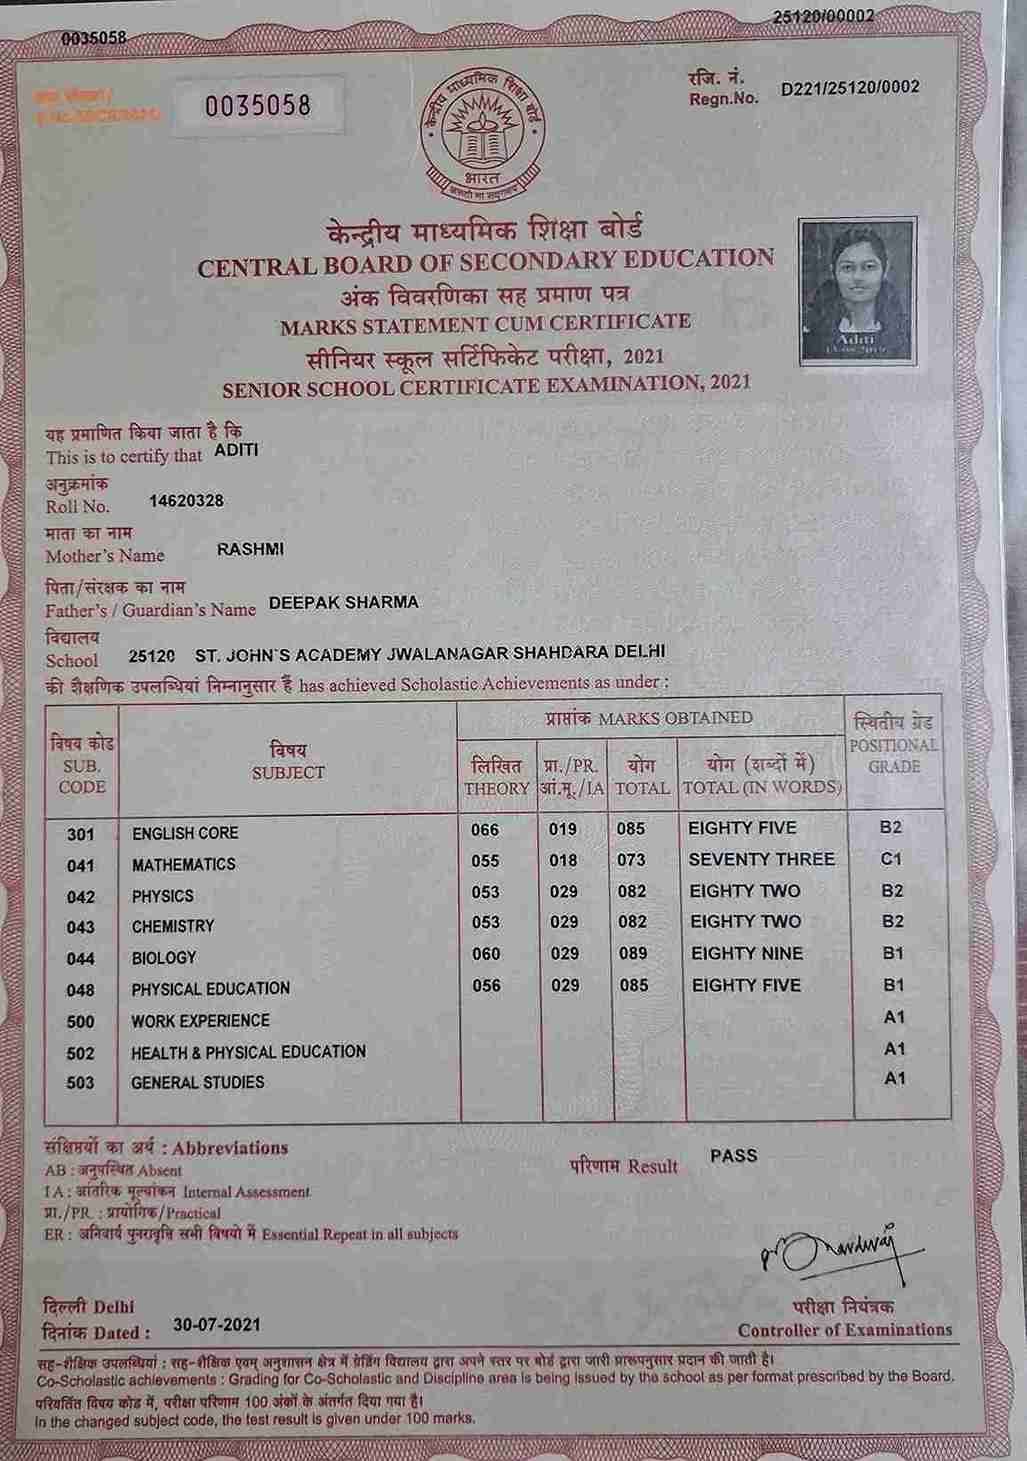 0035058
25120/00002
0035058
रजि. नं.
Regn.No. D221/25120/0002
केन्द्रीय माध्यमिक शिक्षा बोर्ड
भारत
असतो मा सद्गमय
केन्द्रीय माध्यमिक शिक्षा बोर्ड
CENTRAL BOARD OF SECONDARY EDUCATION
अंक विवरणिका सह प्रमाण पत्र
MARKS STATEMENT CUM CERTIFICATE
सीनियर स्कूल सर्टिफिकेट परीक्षा, 2021
SENIOR SCHOOL CERTIFICATE EXAMINATION, 2021
Aditi
यह प्रमाणित किया जाता है कि
This is to certify that ADITI
अनुक्रमांक
Roll No. 14620328
माता का नाम
Mother's Name RASHMI
पिता/संरक्षक का नाम
Father's / Guardian's Name DEEPAK SHARMA
विद्यालय
School 25120 ST. JOHN`S ACADEMY JWALANAGAR SHAHDARA DELHI
की शैक्षणिक उपलब्धियां निम्नानुसार हैं has achieved Scholastic Achievements as under :
विषय कोड SUB. CODE
विषय SUBJECT
प्राप्तांक MARKS OBTAINED
लिखित THEORY
प्रा./PR. आं.मू./IA
योग TOTAL
योग (शब्दों में) TOTAL (IN WORDS)
स्थितीय ग्रेड POSITIONAL GRADE
301 ENGLISH CORE 066 019 085 EIGHTY FIVE B2
041 MATHEMATICS 055 018 073 SEVENTY THREE C1
042 PHYSICS 053 029 082 EIGHTY TWO B2
043 CHEMISTRY 053 029 082 EIGHTY TWO B2
044 BIOLOGY 060 029 089 EIGHTY NINE B1
048 PHYSICAL EDUCATION 056 029 085 EIGHTY FIVE B1
500 WORK EXPERIENCE A1
502 HEALTH & PHYSICAL EDUCATION A1
503 GENERAL STUDIES A1
संक्षिप्तियों का अर्थ : Abbreviations
AB : अनुपस्थित Absent
IA : आंतरिक मूल्यांकन Internal Assessment
प्रा./PR. : प्रायोगिक/Practical
ER : अनिवार्य पुनरावृत्ति सभी विषयो में Essential Repeat in all subjects
परिणाम Result PASS
दिल्ली Delhi
दिनांक Dated : 30-07-2021
परीक्षा नियंत्रक
Controller of Examinations
सह-शैक्षिक उपलब्धियां : सह-शैक्षिक एवम् अनुशासन क्षेत्र में ग्रेडिंग विद्यालय द्वारा अपने स्तर पर बोर्ड द्वारा जारी प्रारूपनुसार प्रदान की जाती है।
Co-Scholastic achievements : Grading for Co-Scholastic and Discipline area is being issued by the school as per format prescribed by the Board.
परिवर्तित विषय कोड में, परीक्षा परिणाम 100 अंकों के अंतर्गत दिया गया है।
In the changed subject code, the test result is given under 100 marks.